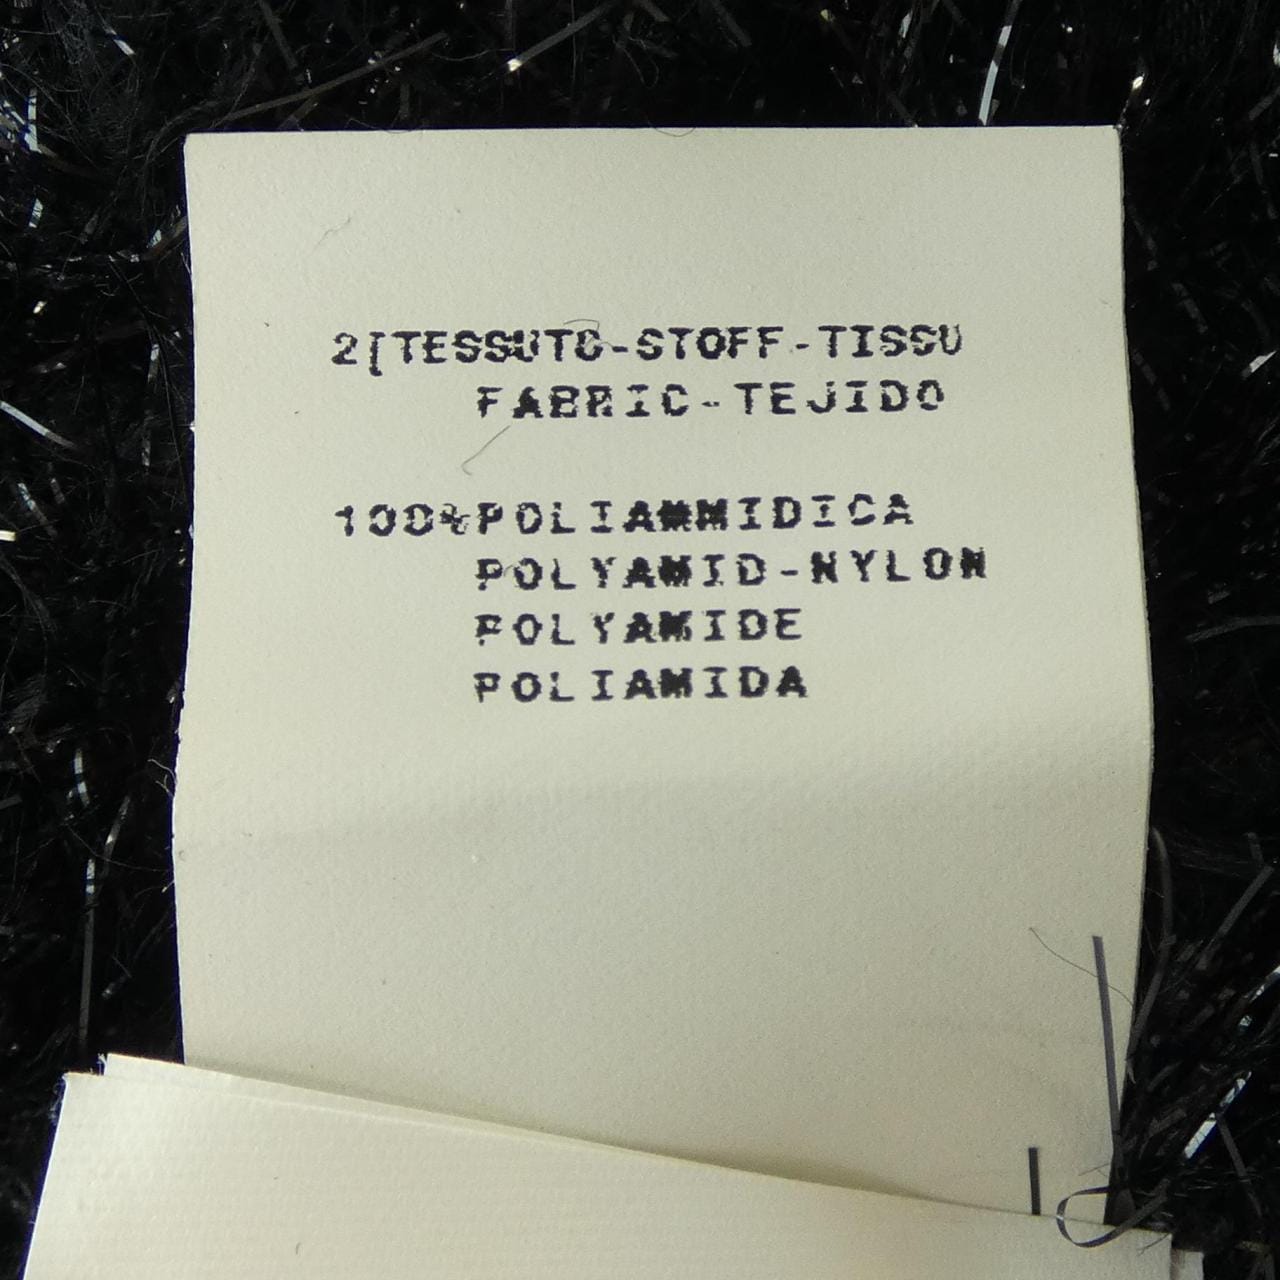 2[TESSUTO-STOFF-TISSU
FABRIC-TEJIDO
100%POLIAMMIDICA
POLYAMID-NYLON
POLYAMIDE
POLIAMIDA